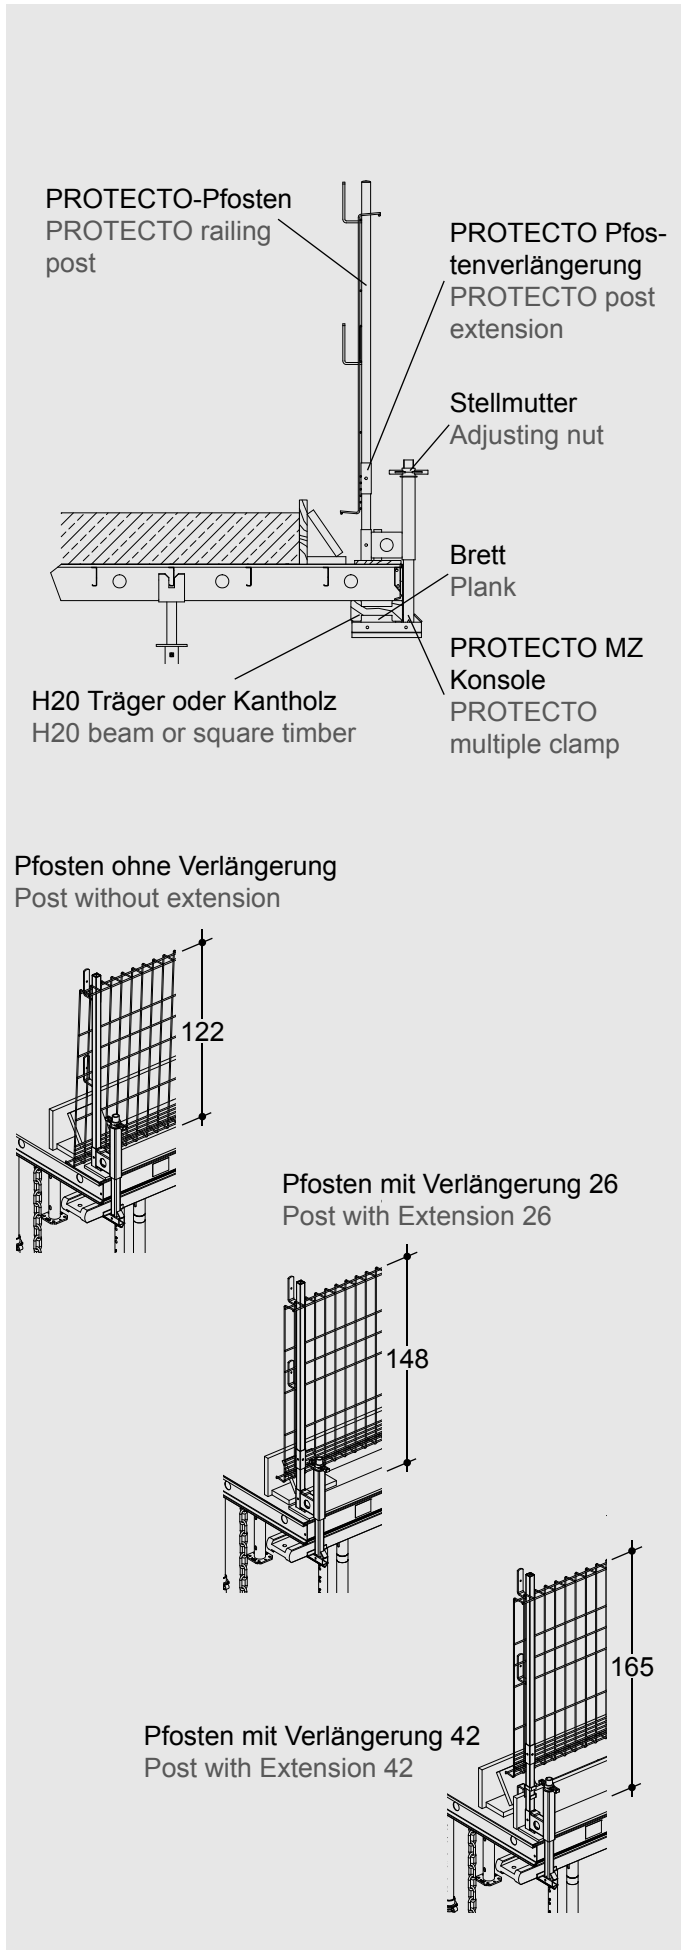 PROTECTO-Pfosten
PROTECTO railing
post
PROTECTO Pfos-
tenverlängerung
PROTECTO post
extension
Stellmutter
Adjusting nut
Brett
Plank
PROTECTO MZ
Konsole
PROTECTO
multiple clamp
H20 Träger oder Kantholz
H20 beam or square timber
Pfosten ohne Verlängerung
Post without extension
122
Pfosten mit Verlängerung 26
Post with Extension 26
148
165
Pfosten mit Verlängerung 42
Post with Extension 42